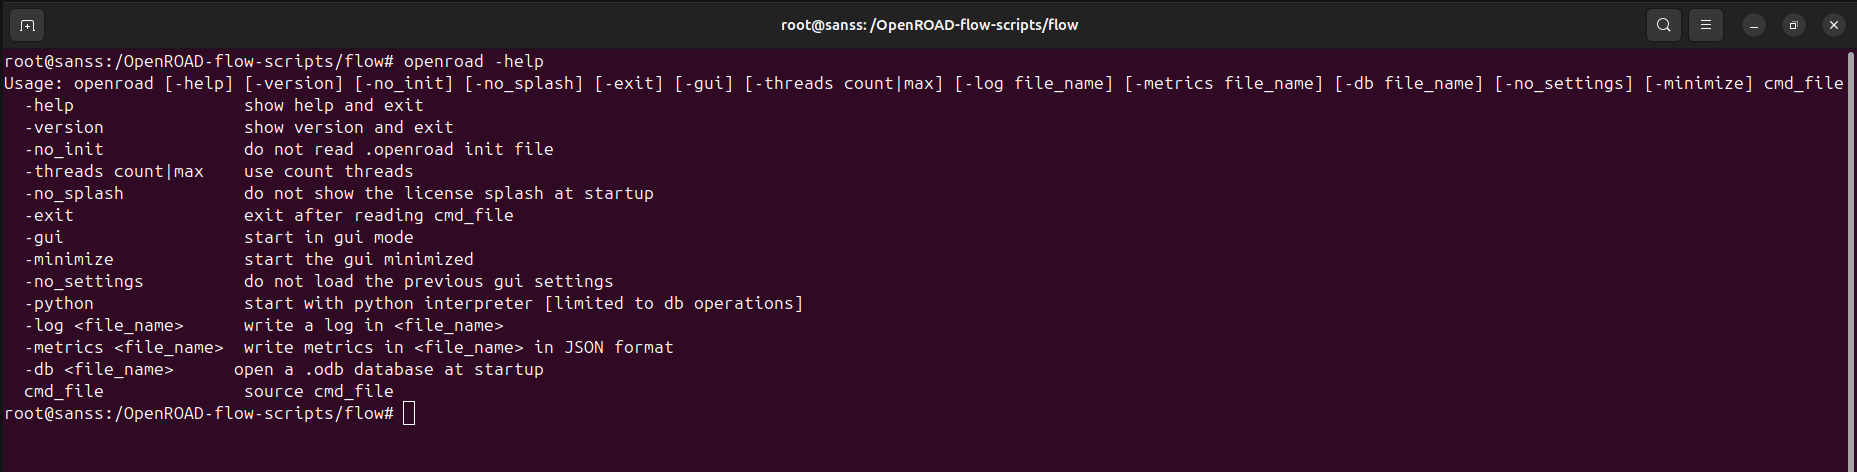 root@sanss: /OpenROAD-flow-scripts/flow
root@sanss:/OpenROAD-flow-scripts/flow# openroad -help
Usage: openroad [-help] [-version] [-no_init] [-no_splash] [-exit] [-gui] [-threads count|max] [-log file_name] [-metrics file_name] [-db file_name] [-no_settings] [-minimize] cmd_file
  -help                 show help and exit
  -version              show version and exit
  -no_init              do not read .openroad init file
  -threads count|max    use count threads
  -no_splash            do not show the license splash at startup
  -exit                 exit after reading cmd_file
  -gui                  start in gui mode
  -minimize             start the gui minimized
  -no_settings          do not load the previous gui settings
  -python               start with python interpreter [limited to db operations]
  -log <file_name>      write a log in <file_name>
  -metrics <file_name>  write metrics in <file_name> in JSON format
  -db <file_name>      open a .odb database at startup
  cmd_file              source cmd_file
root@sanss:/OpenROAD-flow-scripts/flow#